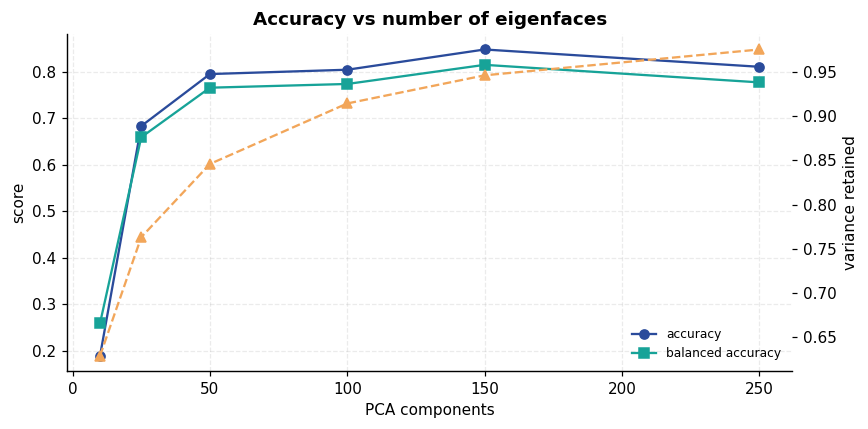 Accuracy vs number of eigenfaces
score
0.8
0.7
0.6
0.5
0.4
0.3
0.2
0.95
0.90
0.85
0.80
0.75
0.70
0.65
variance retained
accuracy
balanced accuracy
0 50 100 150 200 250
PCA components